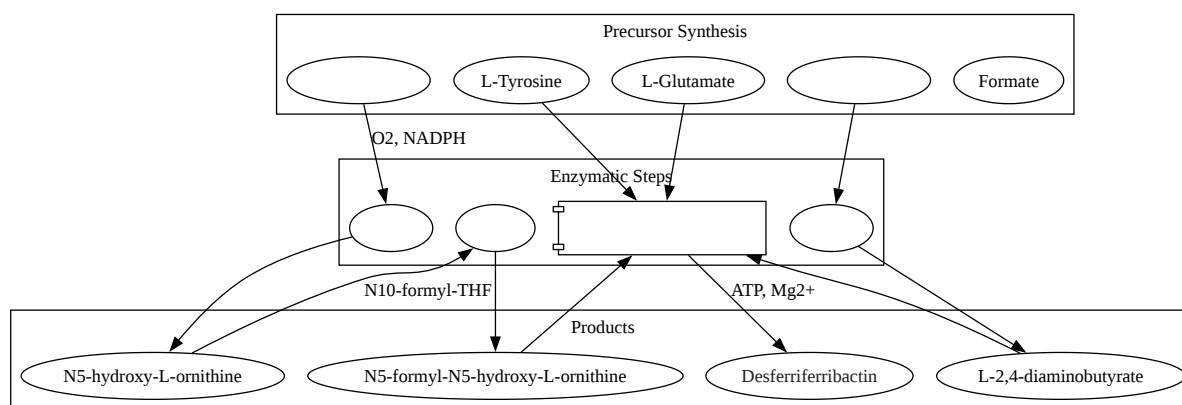 Precursor Synthesis
L-Tyrosine
L-Glutamate
Formate
O2, NADPH
Enzymatic Steps
N10-formyl-THF
ATP, Mg2+
Products
N5-hydroxy-L-ornithine
N5-formyl-N5-hydroxy-L-ornithine
Desferriferribactin
L-2,4-diaminobutyrate